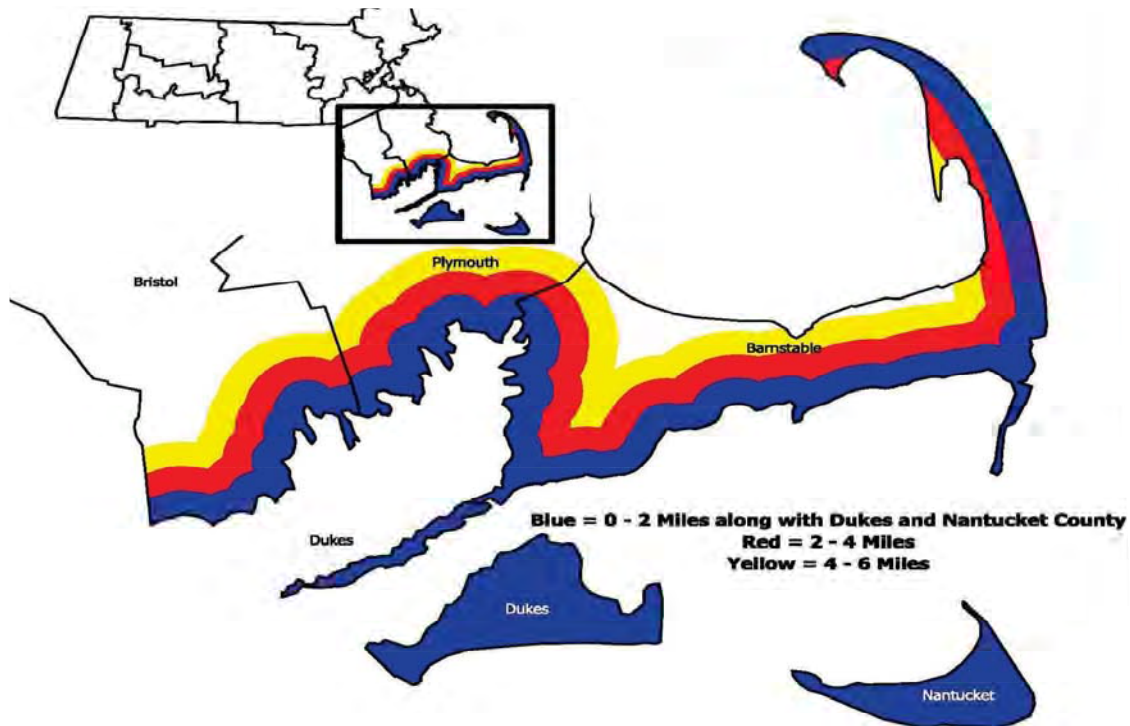 Plymouth
Bristol
Barnstable
Blue = 0 - 2 Miles along with Dukes and Nantucket County
Red = 2 - 4 Miles
Yellow = 4 - 6 Miles
Dukes
Dukes
Nantucket